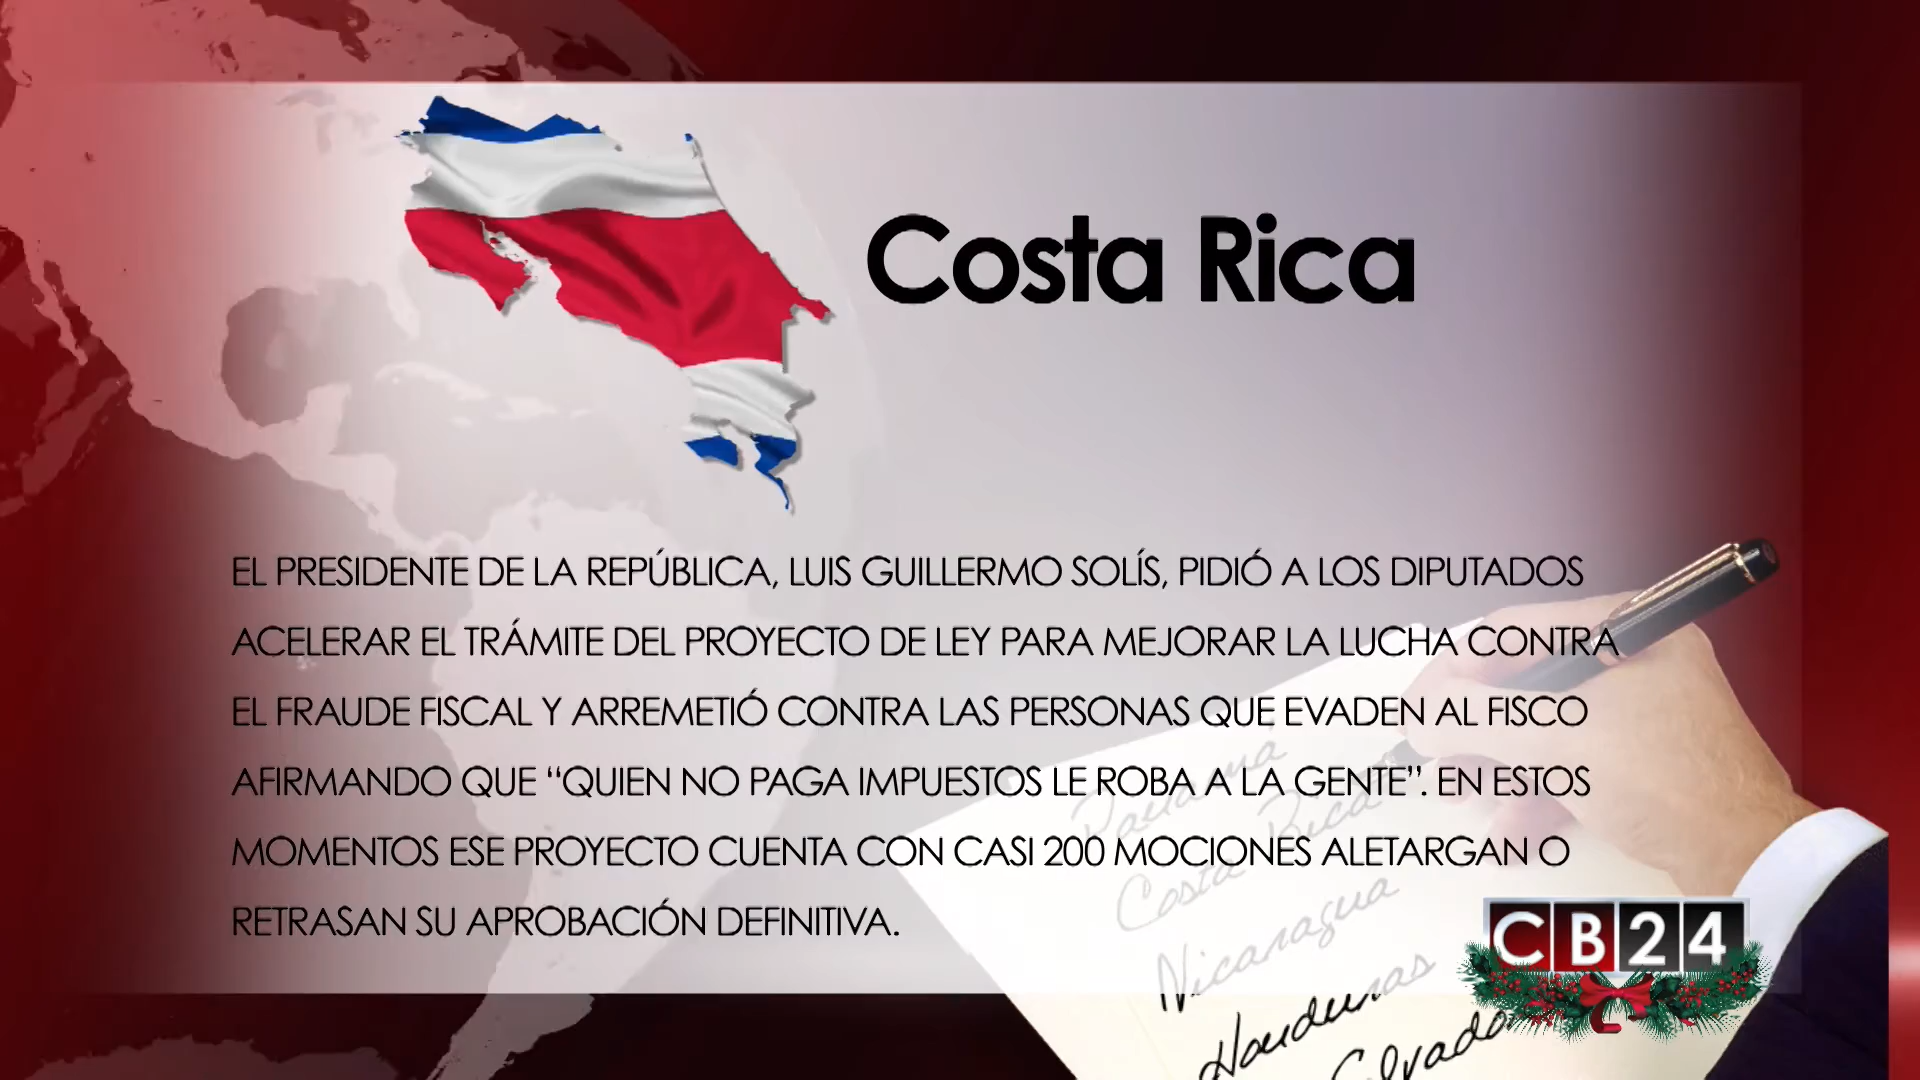 Costa Rica
EL PRESIDENTE DE LA REPÚBLICA, LUIS GUILLERMO SOLÍS, PIDIÓ A LOS DIPUTADOS
ACELERAR EL TRÁMITE DEL PROYECTO DE LEY PARA MEJORAR LA LUCHA CONTRA
EL FRAUDE FISCAL Y ARREMETIÓ CONTRA LAS PERSONAS QUE EVADEN AL FISCO
AFIRMANDO QUE “QUIEN NO PAGA IMPUESTOS LE ROBA A LA GENTE”. EN ESTOS
MOMENTOS ESE PROYECTO CUENTA CON CASI 200 MOCIONES ALETARGAN O
RETRASAN SU APROBACIÓN DEFINITIVA.
Panamá
Costa Rica
Nicaragua
Honduras
Salvador
CB24